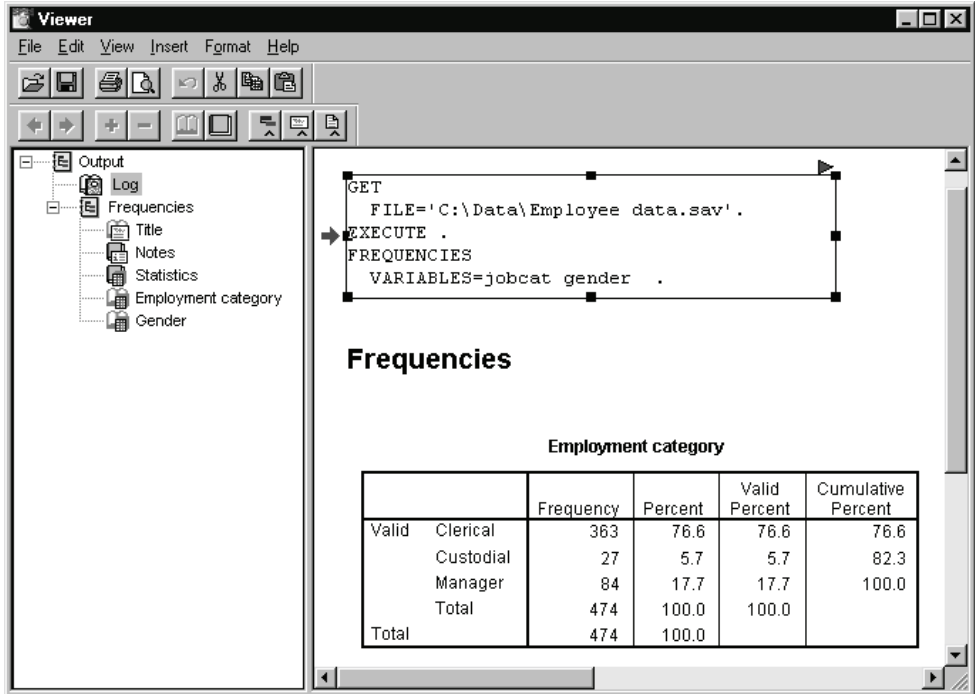 Viewer
File Edit View Insert Format Help
Output
Log
Frequencies
Title
Notes
Statistics
Employment category
Gender
GET
FILE='C:\Data\Employee data.sav'.
EXECUTE .
FREQUENCIES
VARIABLES=jobcat gender .
Frequencies
Employment category
Frequency Percent Valid Percent Cumulative Percent
Valid Clerical 363 76.6 76.6 76.6
Custodial 27 5.7 5.7 82.3
Manager 84 17.7 17.7 100.0
Total 474 100.0 100.0
Total 474 100.0